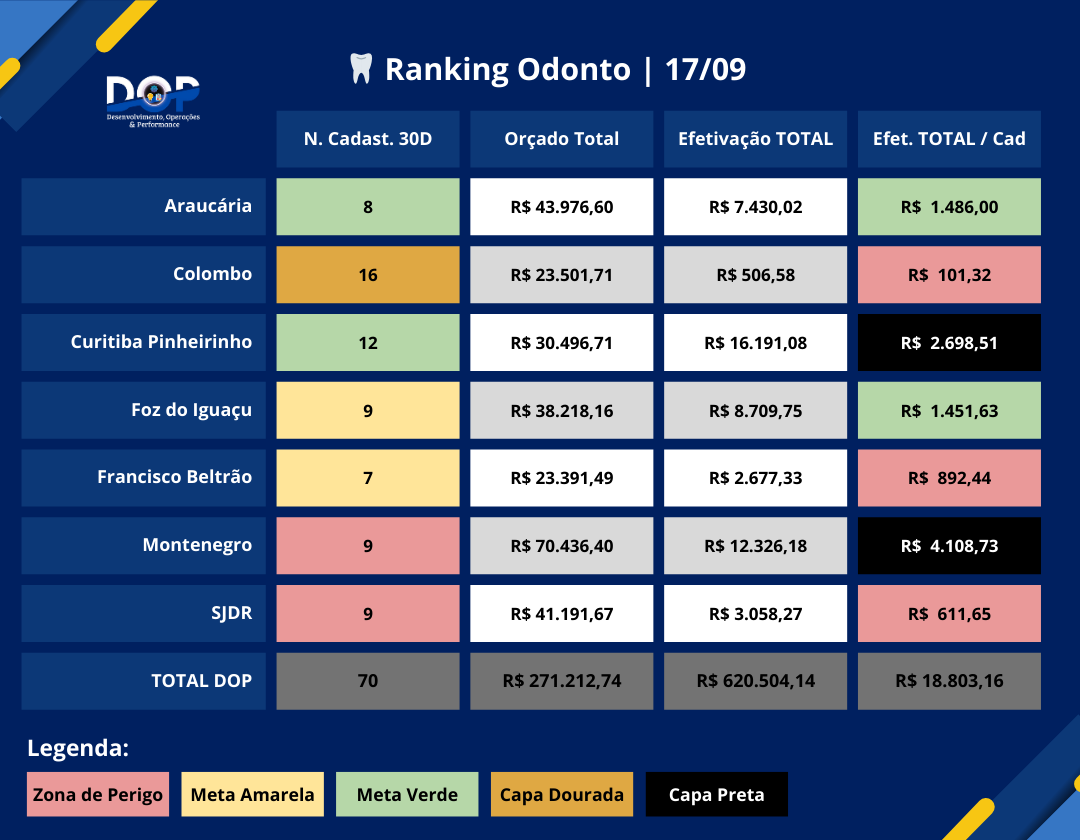 Ranking Odonto | 17/09
DOP
Desenvolvimento, Operações
& Performance
N. Cadast. 30D Orçado Total Efetivação TOTAL Efet. TOTAL / Cad
Araucária 8 R$ 43.976,60 R$ 7.430,02 R$ 1.486,00
Colombo 16 R$ 23.501,71 R$ 506,58 R$ 101,32
Curitiba Pinheirinho 12 R$ 30.496,71 R$ 16.191,08 R$ 2.698,51
Foz do Iguaçu 9 R$ 38.218,16 R$ 8.709,75 R$ 1.451,63
Francisco Beltrão 7 R$ 23.391,49 R$ 2.677,33 R$ 892,44
Montenegro 9 R$ 70.436,40 R$ 12.326,18 R$ 4.108,73
SJDR 9 R$ 41.191,67 R$ 3.058,27 R$ 611,65
TOTAL DOP 70 R$ 271.212,74 R$ 620.504,14 R$ 18.803,16
Legenda:
Zona de Perigo Meta Amarela Meta Verde Capa Dourada Capa Preta